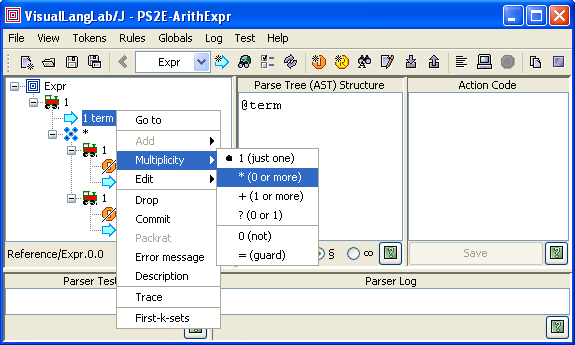 VisualLangLab/J - PS2E-ArithExpr
File View Tokens Rules Globals Log Test Help
Expr
Expr
1
1 term
*
1
1
Reference/Expr.0.0
Go to
Add
Multiplicity
Edit
Drop
Commit
Packrat
Error message
Description
Trace
First-k-sets
1 (just one)
* (0 or more)
+ (1 or more)
? (0 or 1)
0 (not)
= (guard)
Parse Tree (AST) Structure
@term
§ ∞
Action Code
Save
Parser Test
Parser Log